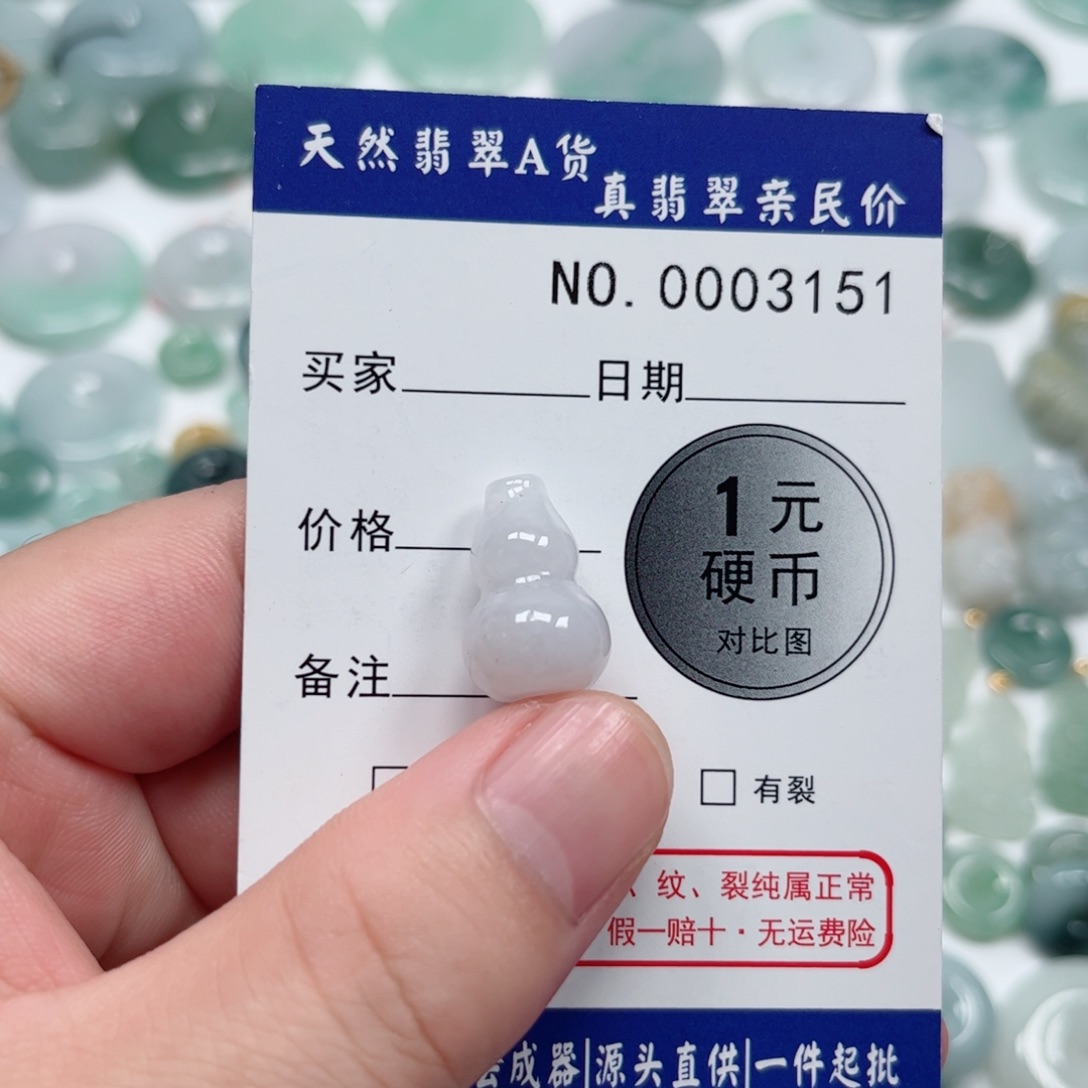 天然翡翠A货
真翡翠亲民价
NO. 0003151
买家 日期
价格
1元
硬币
对比图
备注
有裂
纹、裂纯属正常
假一赔十·无运费险
成器|源头直供|一件起批